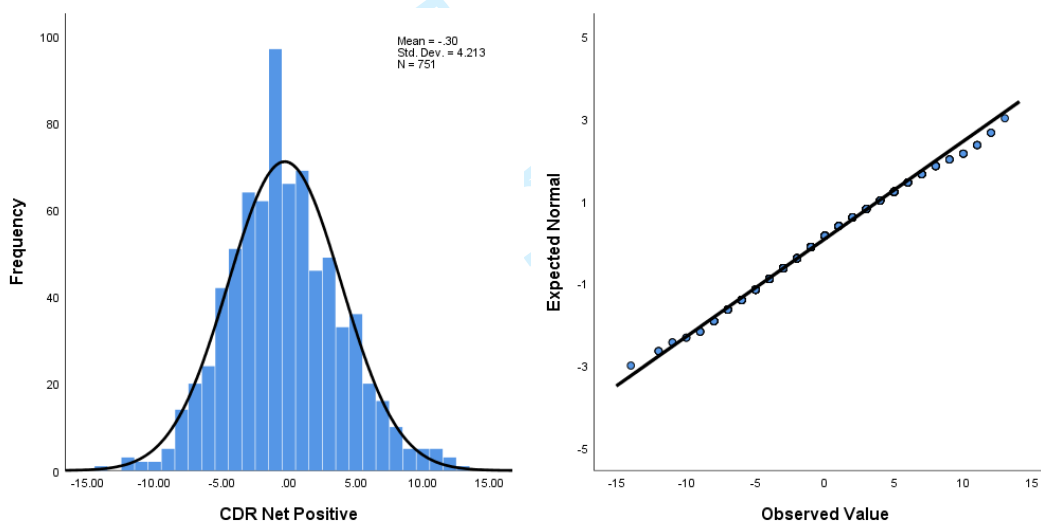 Mean = -.30
Std. Dev. = 4.213
N = 751
100
80
60
40
20
0
Frequency
-15.00 -10.00 -5.00 .00 5.00 10.00 15.00
CDR Net Positive
5
3
1
-1
-3
-5
Expected Normal
-15 -10 -5 0 5 10 15
Observed Value